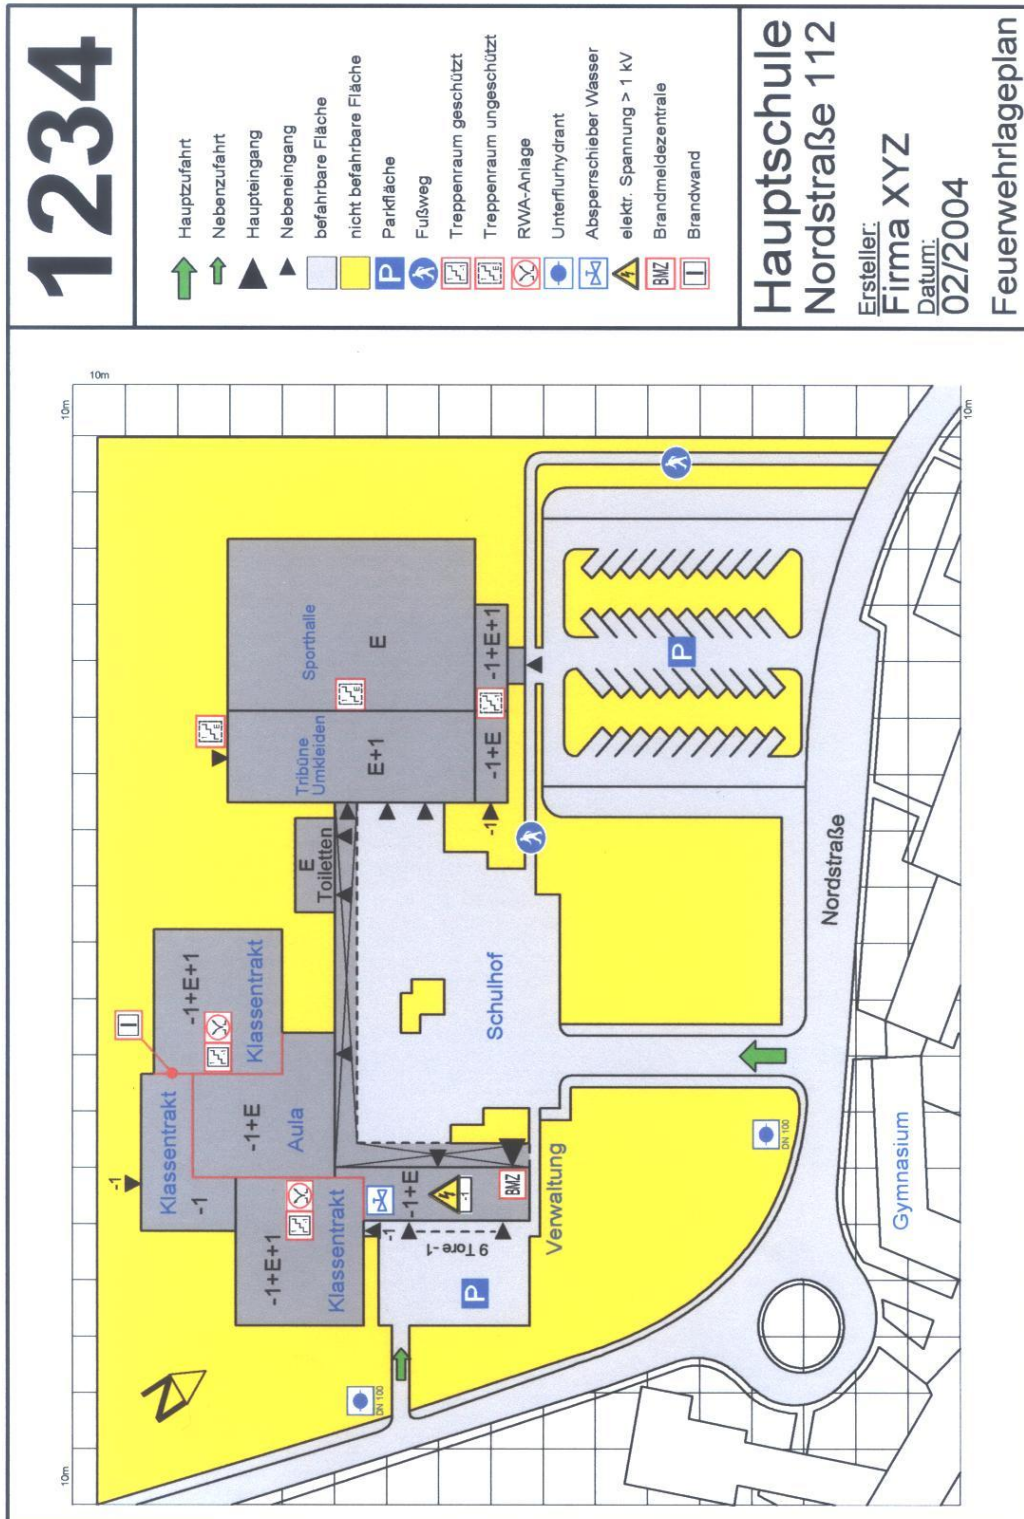 1234
Hauptzufahrt
Nebenzufahrt
Haupteingang
Nebeneingang
befahrbare Fläche
nicht befahrbare Fläche
P Parkfläche
Fußweg
-1 Treppenraum geschützt
E Treppenraum ungeschützt
RWA-Anlage
Unterflurhydrant
Absperrschieber Wasser
elektr. Spannung > 1 kV
BMZ Brandmeldezentrale
Brandwand
Hauptschule
Nordstraße 112
Ersteller:
Firma XYZ
Datum:
02/2004
Feuerwehrlageplan
10m
10m
10m
10m
N
-1
Klassentrakt
-1
-1+E+1
Klassentrakt
-1+E
Aula
-1+E+1
Klassentrakt
E
Toiletten
Tribüne
Umkleiden
E+1
Sporthalle
E
E
E
-1+E
-1+E+1
-1
-1
-1+E
-1
BMZ
9 Tore -1
P
Verwaltung
Schulhof
P
DN 100
DN 100
Nordstraße
Gymnasium